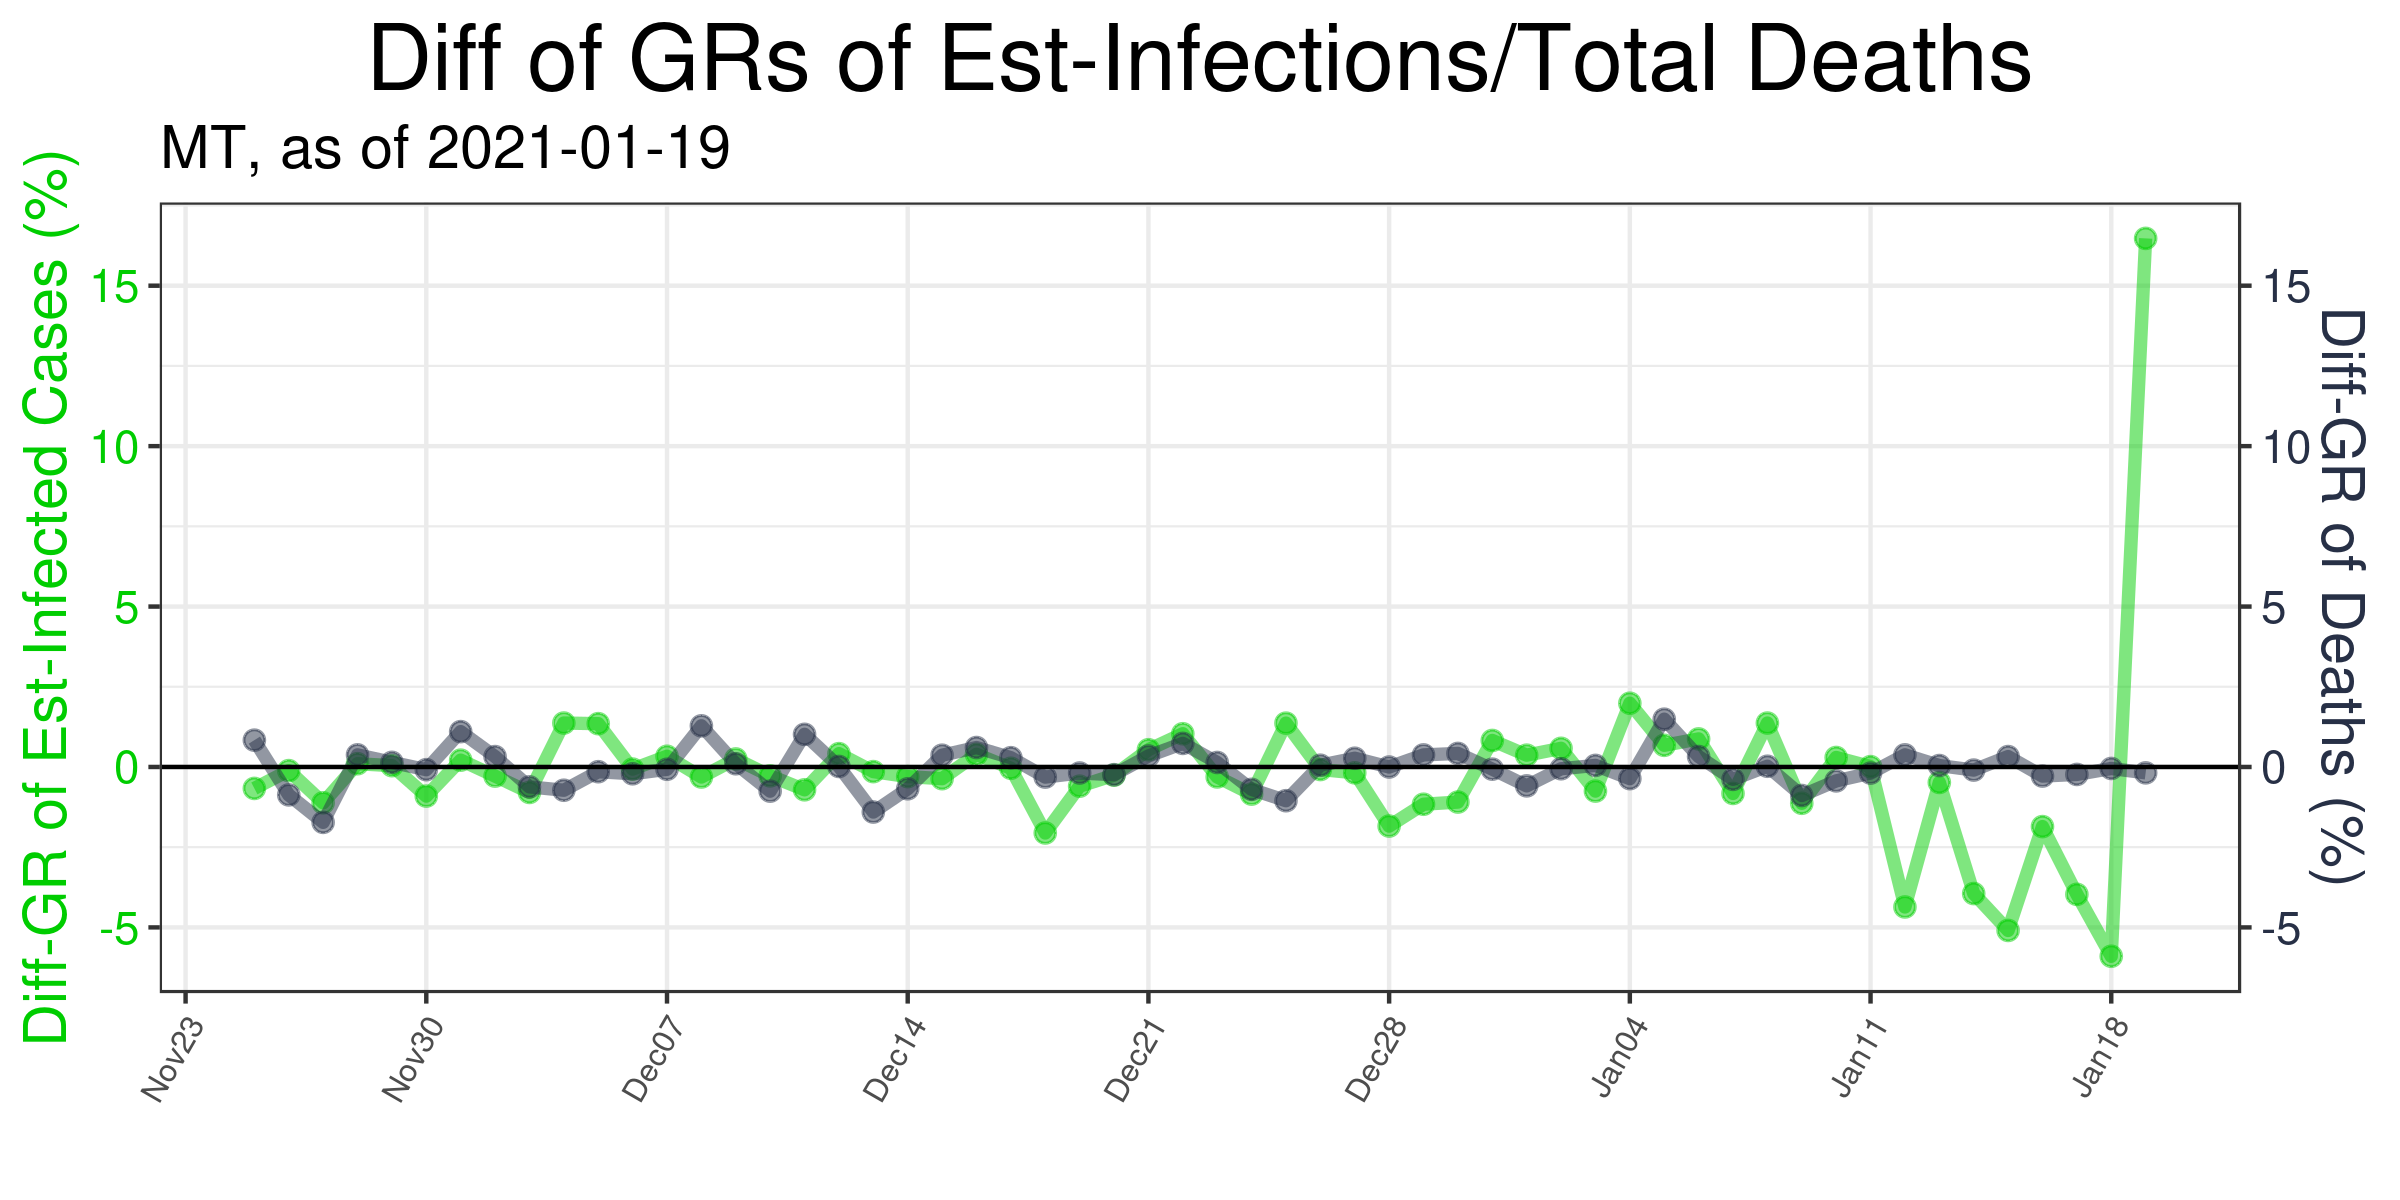 Diff of GRs of Est-Infections/Total Deaths
MT, as of 2021-01-19
Diff-GR of Est-Infected Cases (%)
15
10
5
0
-5
15
10
5
0
-5
Diff-GR of Deaths (%)
Nov23
Nov30
Dec07
Dec14
Dec21
Dec28
Jan04
Jan11
Jan18